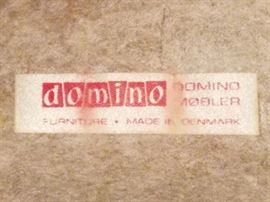 domino DOMINO
MØBLER
FURNITURE • MADE IN DENMARK